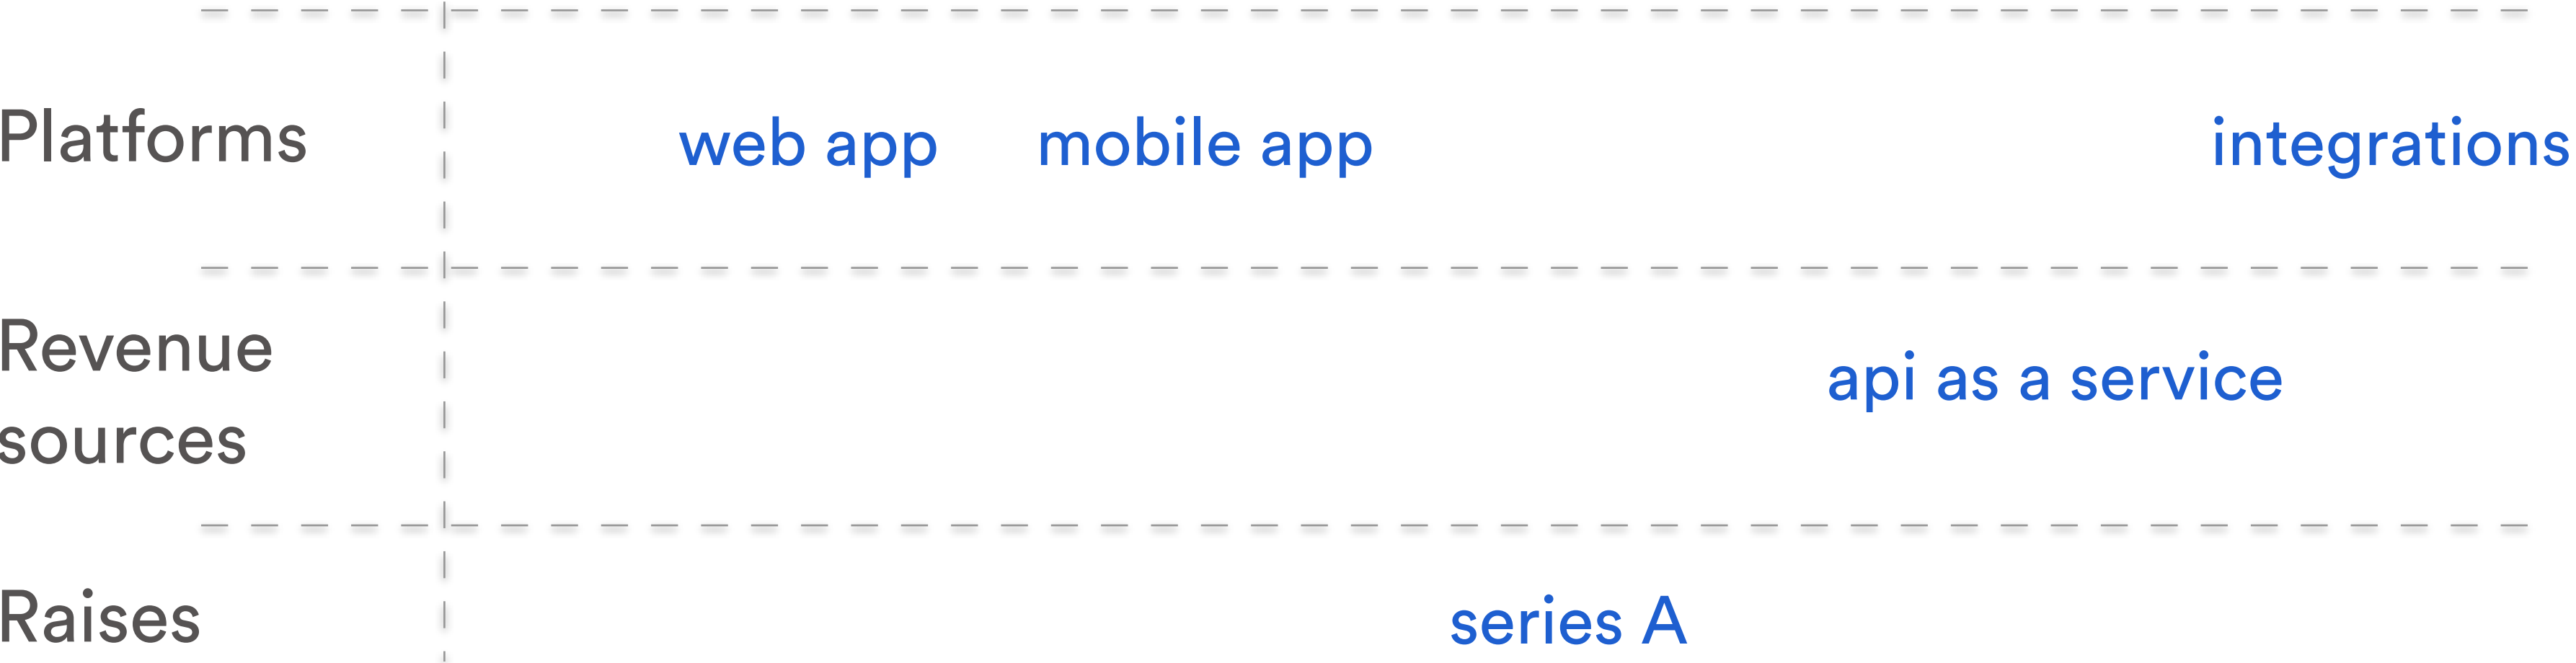 Platforms web app mobile app integrations
Revenue
sources
api as a service
Raises series A